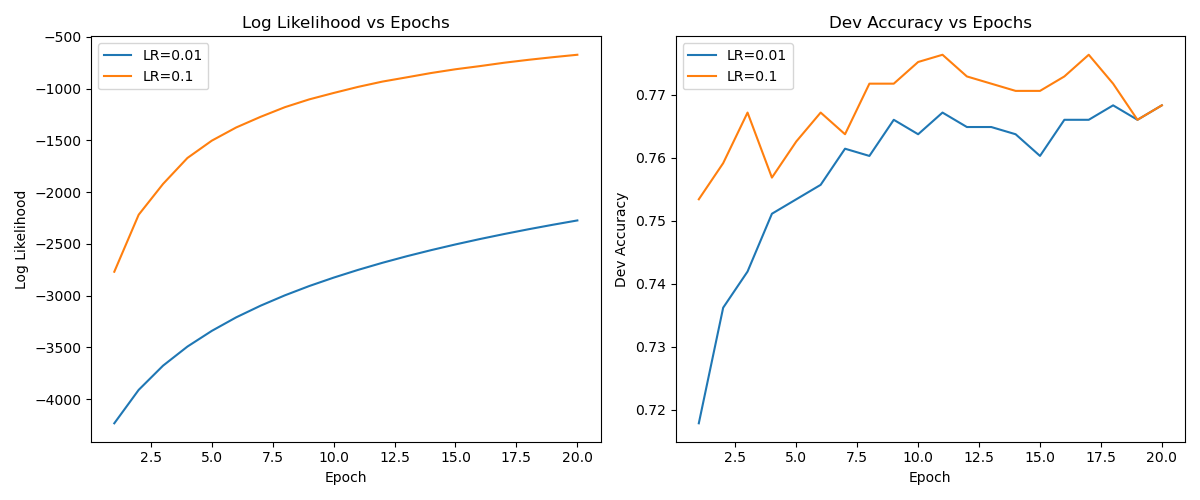 Log Likelihood vs Epochs
LR=0.01
LR=0.1
−500
−1000
−1500
−2000
−2500
−3000
−3500
−4000
Log Likelihood
2.5 5.0 7.5 10.0 12.5 15.0 17.5 20.0
Epoch
Dev Accuracy vs Epochs
LR=0.01
LR=0.1
0.77
0.76
0.75
0.74
0.73
0.72
Dev Accuracy
2.5 5.0 7.5 10.0 12.5 15.0 17.5 20.0
Epoch